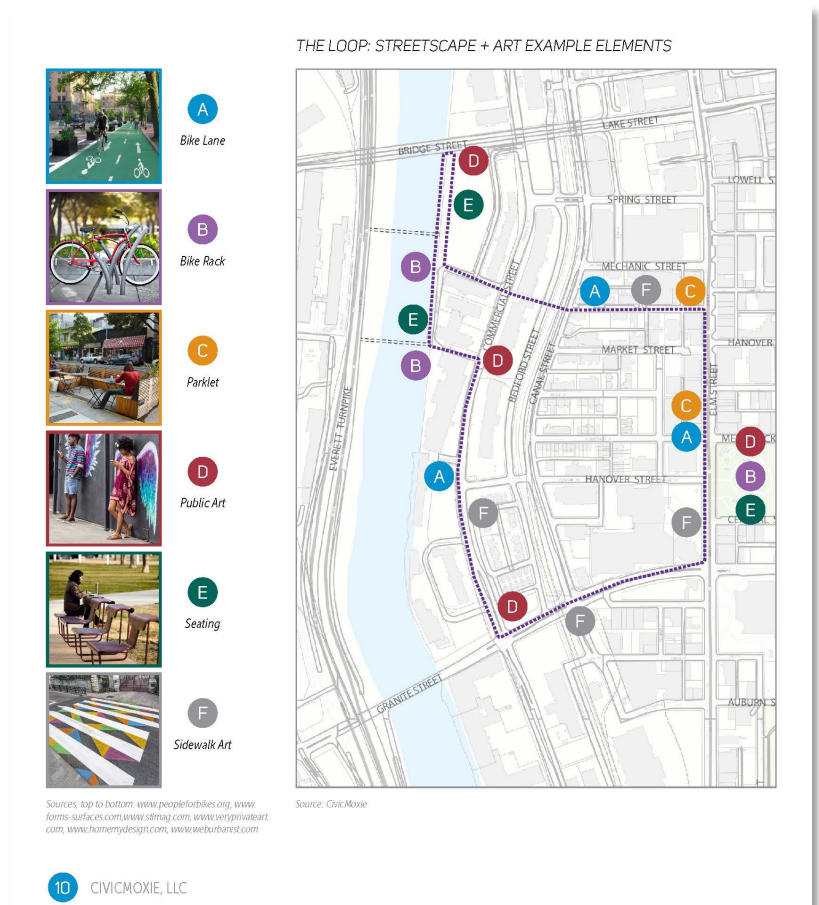 THE LOOP: STREETSCAPE + ART EXAMPLE ELEMENTS
A
Bike Lane
B
Bike Rack
C
Parklet
D
Public Art
E
Seating
F
Sidewalk Art
LAKE STREET
BRIDGE STREET
D
LOWELL S
SPRING STREET
E
MECHANIC STREET
B
A
F
C
COMMERCIAL STREET
E
HANOVER
MARKET STREET
D
B
BEDFORD STREET
CANAL STREET
ELM STREET
EVERETT TURNPIKE
C
A
D
A
HANOVER STREET
B
E
F
F
D
F
GRANITE STREET
AUBURN S
Sources, top to bottom: www.peopleforbikes.org, www.
forms-surfaces.com,www.stlmag.com, www.veryprivateart.
com, www.homemydesign.com, www.weburbanist.com
Source: CivicMoxie
10 CIVICMOXIE, LLC